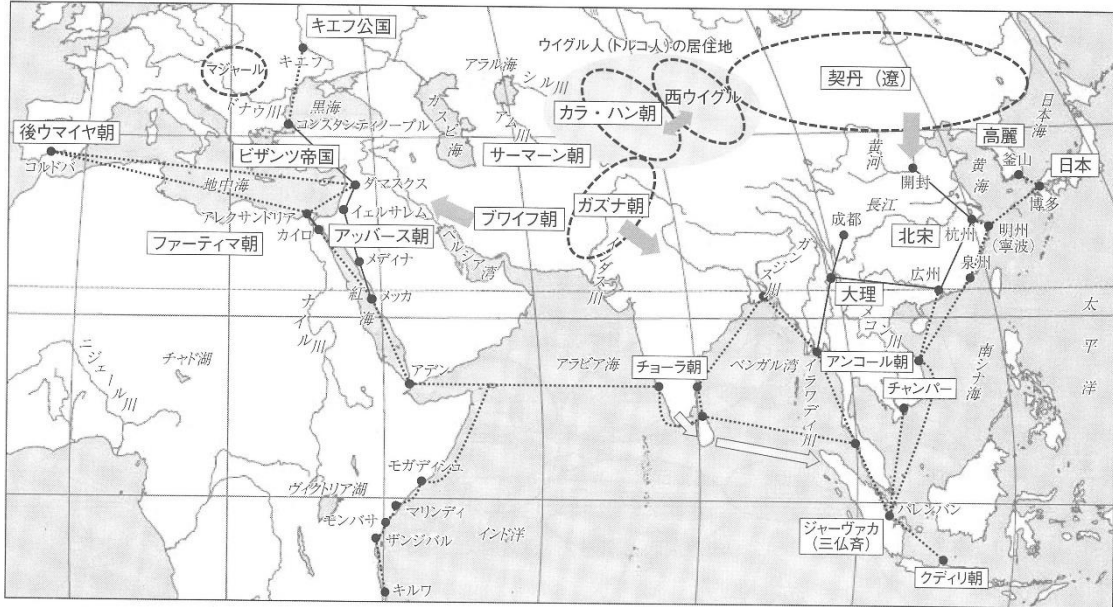 キエフ公国
キエフ
マジャール
ドナウ川
黒海
コンスタンティノープル
後ウマイヤ朝
コルドバ
ビザンツ帝国
地中海
ダマスクス
アレクサンドリア
イェルサレム
カイロ
ファーティマ朝
アッバース朝
メディナ
メッカ
紅海
ナイル川
チャド湖
ニジェール川
アデン
モガディシュ
ヴィクトリア湖
マリンディ
モンバサ
ザンジバル
キルワ
インド洋
アラル海
シル川
アム川
カスピ海
ウイグル人(トルコ人)の居住地
カラ・ハン朝
西ウイグル
サーマーン朝
ブワイフ朝
ガズナ朝
ペルシア湾
インダス川
ガンジス川
アラビア海
チョーラ朝
ベンガル湾
契丹(遼)
高麗
日本海
日本
釜山
博多
黄海
黄河
開封
長江
成都
北宋
杭州
明州
(寧波)
泉州
広州
大理
メコン川
アンコール朝
チャンパー
イラワディ川
南シナ海
太平洋
パレンバン
ジャーヴァカ
(三仏斉)
クディリ朝